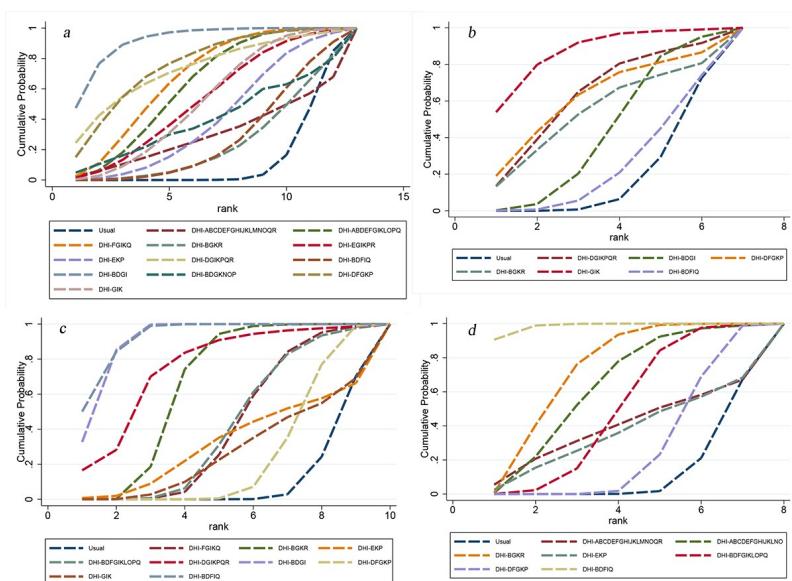 a
Cumulative Probability
1
.8
.6
.4
.2
0
0 5 10 15
rank
Usual DHI-ABCDEFGHIJKLMNOQR DHI-ABDEFGIKLOPQ
DHI-FGIKQ DHI-BGKR DHI-EGIKPR
DHI-EKP DHI-DGIKPQR DHI-BDFIQ
DHI-BDGI DHI-BDGKNOP DHI-DFGKP
DHI-GIK
b
Cumulative Probability
1
.8
.6
.4
.2
0
0 2 4 6 8
rank
Usual DHI-DGIKPQR DHI-BDGI DHI-DFGKP
DHI-BGKR DHI-GIK DHI-BDFIQ
c
Cumulative Probability
1
.8
.6
.4
.2
0
0 2 4 6 8 10
rank
Usual DHI-FGIKQ DHI-BGKR DHI-EKP
DHI-BDFGIKLOPQ DHI-DGIKPQR DHI-BDGI DHI-DFGKP
DHI-GIK DHI-BDFIQ
d
Cumulative Probability
1
.8
.6
.4
.2
0
0 2 4 6 8
rank
Usual DHI-ABCDEFGHIJKLMNOQR DHI-ABCDEFGHIJKLNO
DHI-BGKR DHI-EKP DHI-BDFGIKLOPQ
DHI-DFGKP DHI-BDFIQ